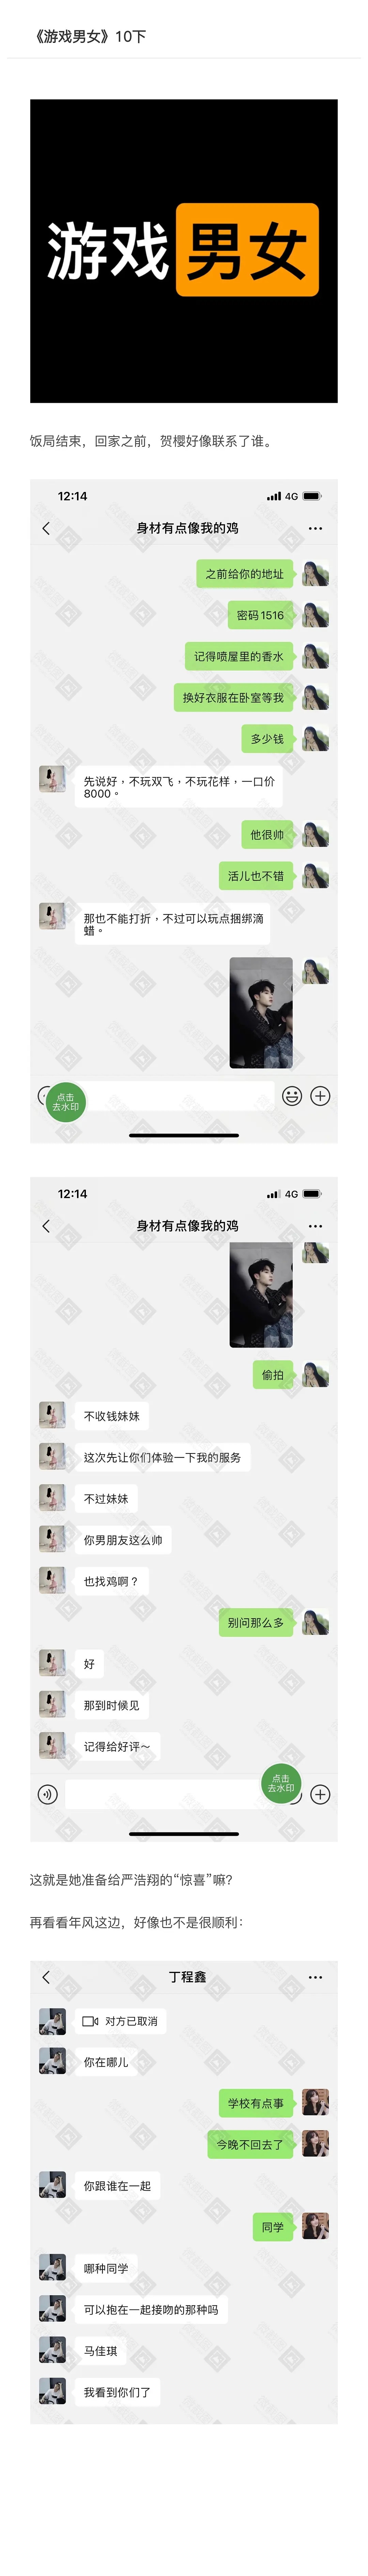 《游戏男女》10下
游戏男女
饭局结束，回家之前，贺樱好像联系了谁。
12:14
4G
身材有点像我的鸡
之前给你的地址
密码1516
记得喷屋里的香水
换好衣服在卧室等我
多少钱
先说好，不玩双飞，不玩花样，一口价
8000。
他很帅
活儿也不错
那也不能打折，不过可以玩点捆绑滴
蜡。
点击
去水印
12:14
4G
身材有点像我的鸡
偷拍
不收钱妹妹
这次先让你们体验一下我的服务
不过妹妹
你男朋友这么帅
也找鸡啊？
别问那么多
好
那到时候见
记得给好评～
点击
去水印
这就是她准备给严浩翔的“惊喜”嘛？
再看看年风这边，好像也不是很顺利：
丁程鑫
对方已取消
你在哪儿
学校有点事
今晚不回去了
你跟谁在一起
同学
哪种同学
可以抱在一起接吻的那种吗
马佳琪
我看到你们了